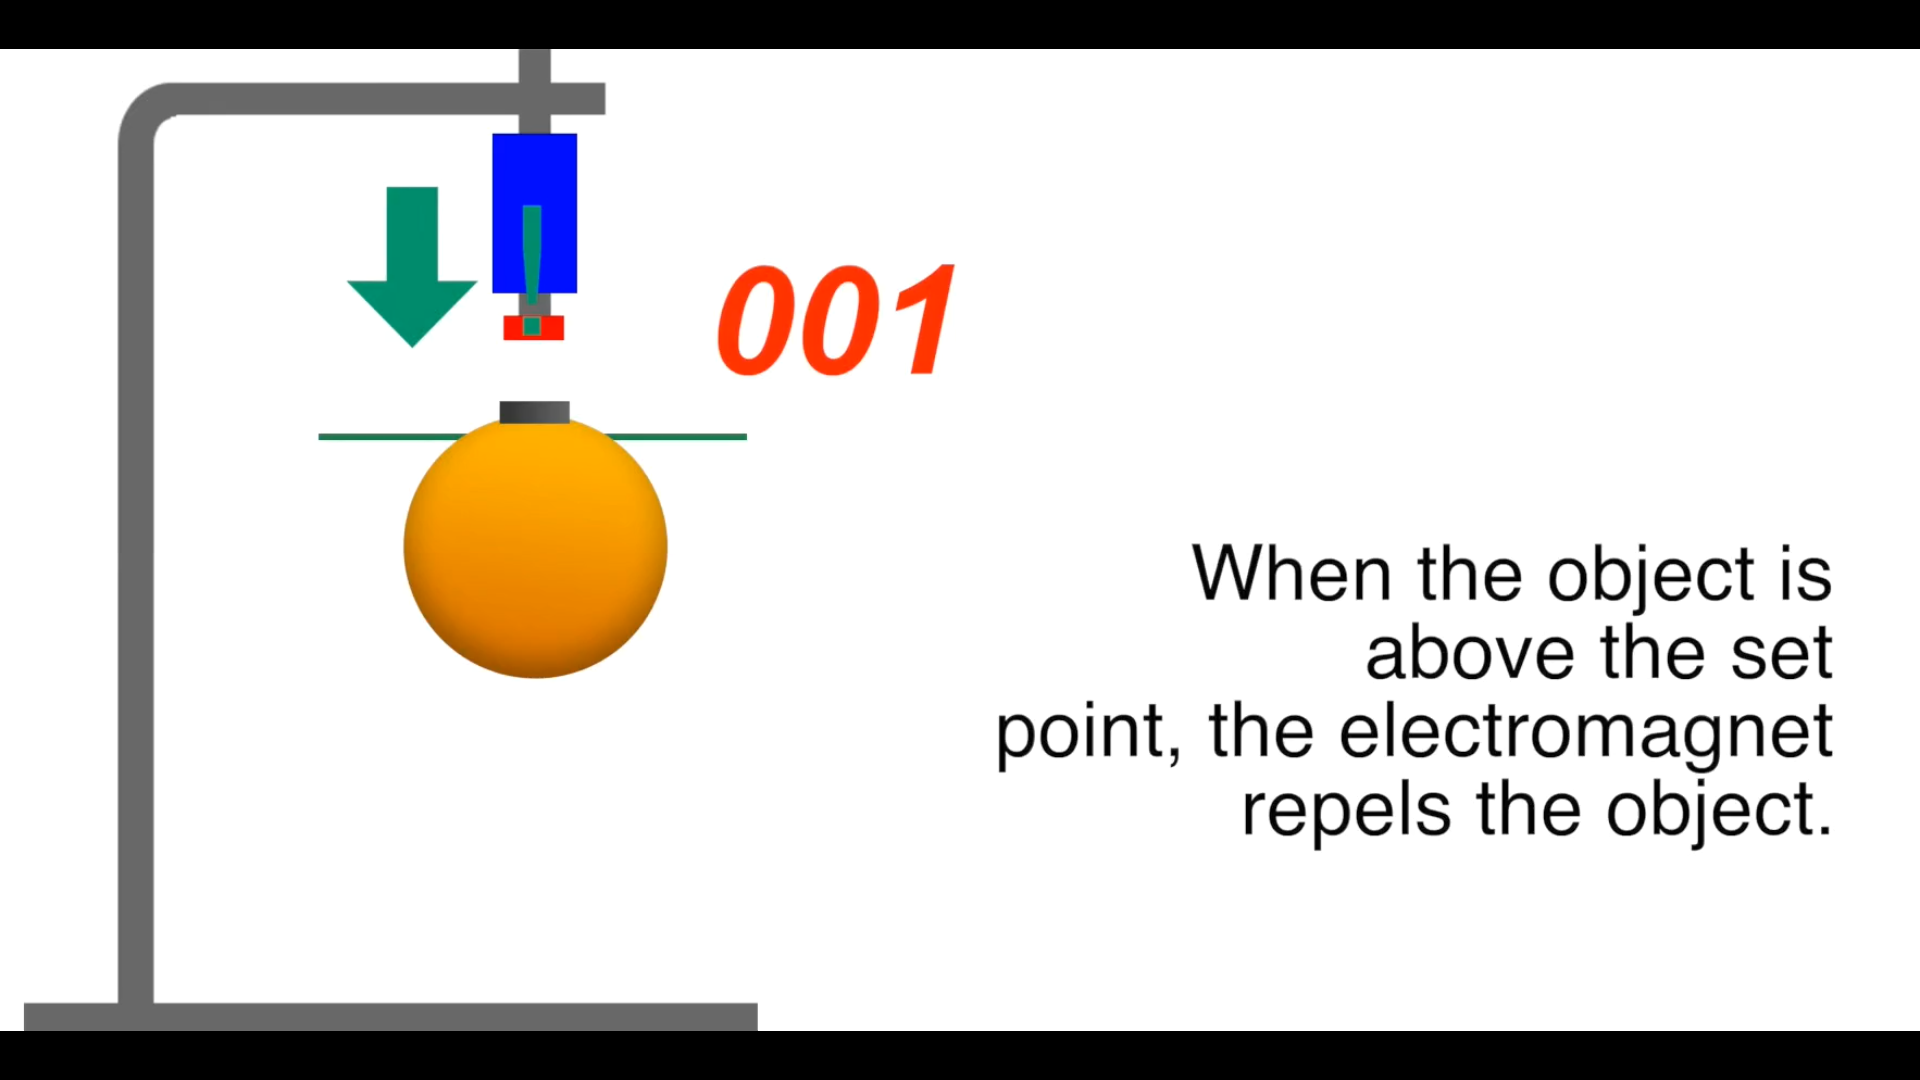 !
001
When the object is
above the set
point, the electromagnet
repels the object.